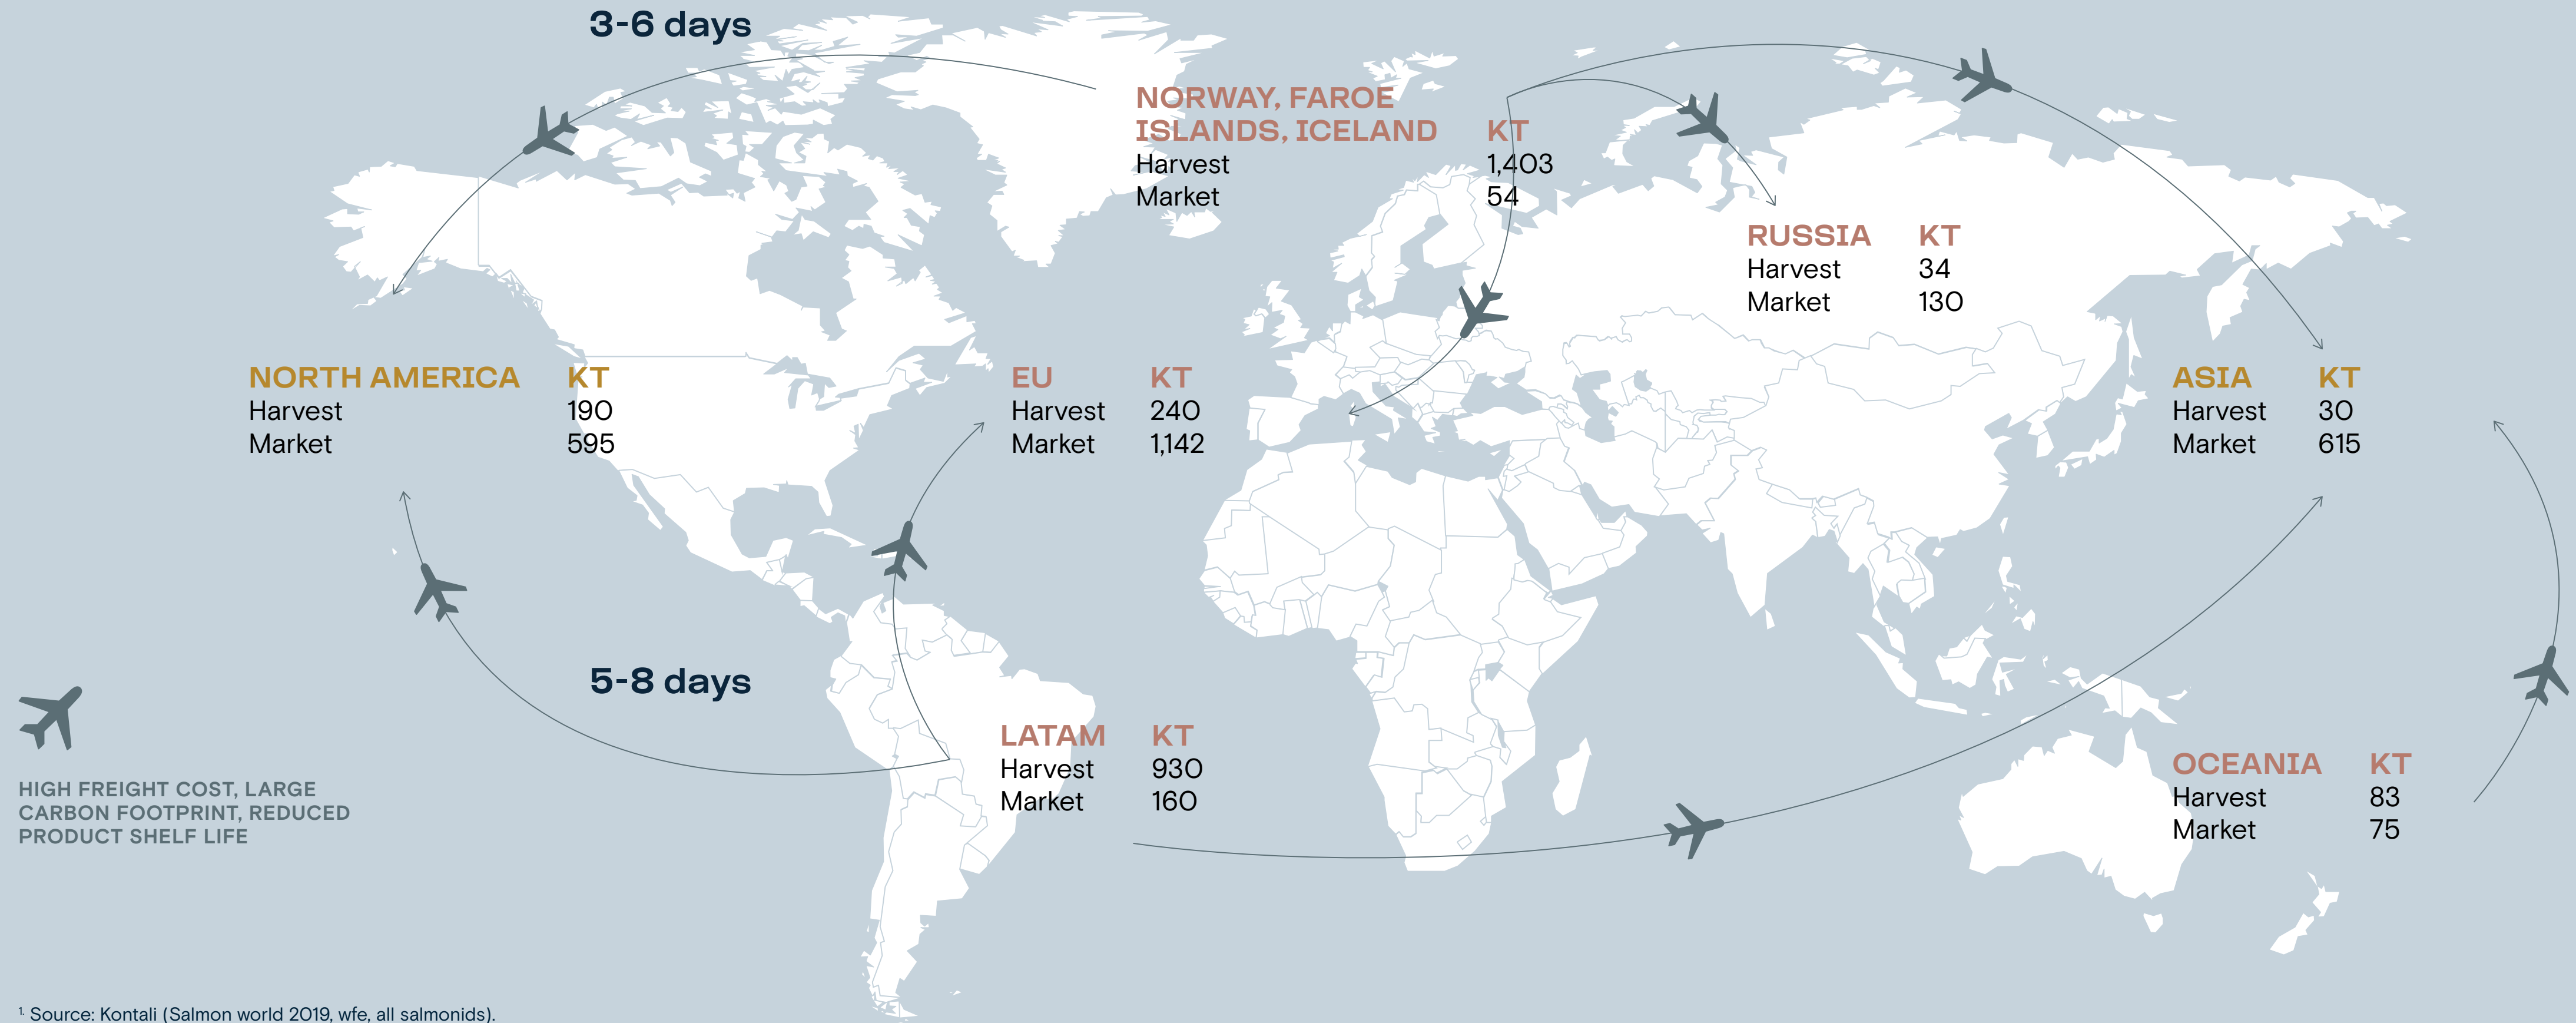 3-6 days
NORWAY, FAROE
ISLANDS, ICELAND KT
Harvest 1,403
Market 54
RUSSIA KT
Harvest 34
Market 130
NORTH AMERICA KT
Harvest 190
Market 595
EU KT
Harvest 240
Market 1,142
ASIA KT
Harvest 30
Market 615
5-8 days
LATAM KT
Harvest 930
Market 160
OCEANIA KT
Harvest 83
Market 75
HIGH FREIGHT COST, LARGE
CARBON FOOTPRINT, REDUCED
PRODUCT SHELF LIFE
1. Source: Kontali (Salmon world 2019, wfe, all salmonids).